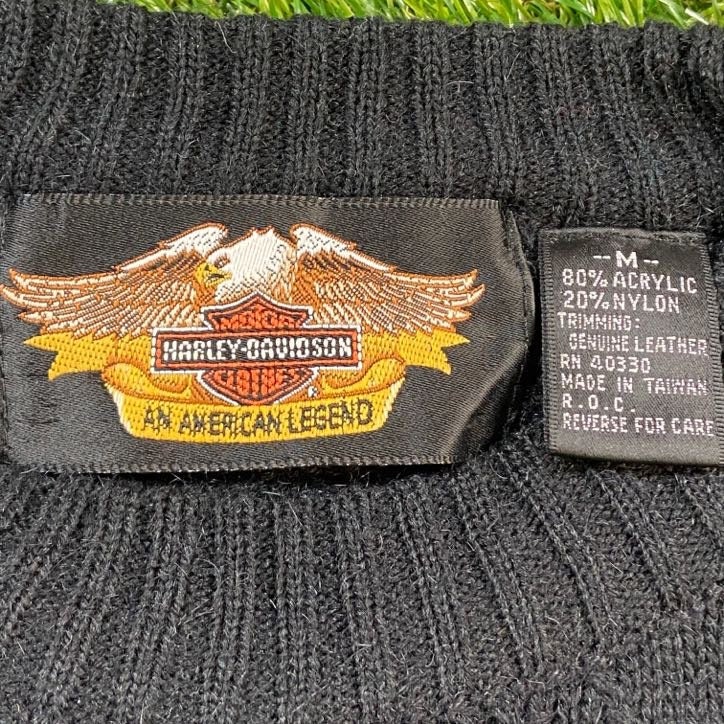 MOTOR
HARLEY-DAVIDSON
CYCLES
®
AN AMERICAN LEGEND
--M--
80% ACRYLIC
20% NYLON
TRIMMING:
GENUINE LEATHER
RN 40330
MADE IN TAIWAN
R.O.C.
REVERSE FOR CARE